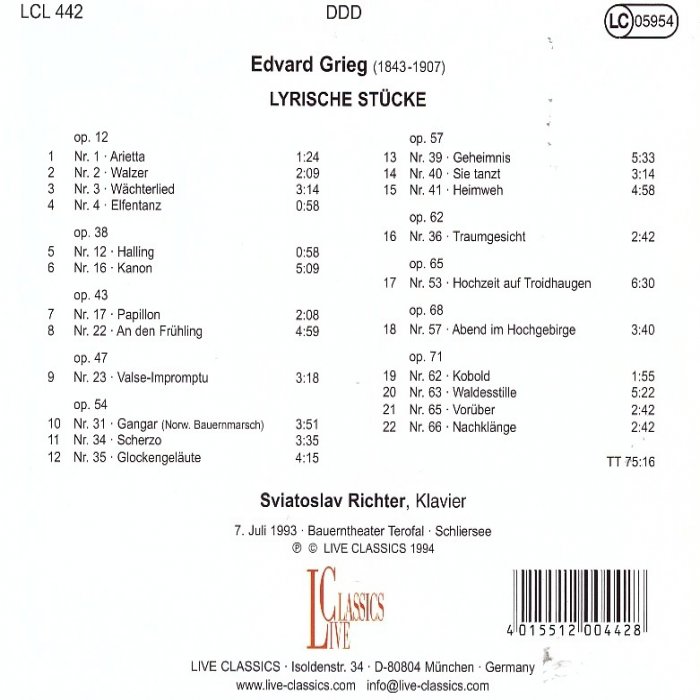 LCL 442
DDD
LC 05954
Edvard Grieg (1843-1907)
LYRISCHE STÜCKE
op. 12
1 Nr. 1 · Arietta 1:24
2 Nr. 2 · Walzer 2:09
3 Nr. 3 · Wächterlied 3:14
4 Nr. 4 · Elfentanz 0:58
op. 38
5 Nr. 12 · Halling 0:58
6 Nr. 16 · Kanon 5:09
op. 43
7 Nr. 17 · Papillon 2:08
8 Nr. 22 · An den Frühling 4:59
op. 47
9 Nr. 23 · Valse-Impromptu 3:18
op. 54
10 Nr. 31 · Gangar (Norw. Bauernmarsch) 3:51
11 Nr. 34 · Scherzo 3:35
12 Nr. 35 · Glockengeläute 4:15
op. 57
13 Nr. 39 · Geheimnis 5:33
14 Nr. 40 · Sie tanzt 3:14
15 Nr. 41 · Heimweh 4:58
op. 62
16 Nr. 36 · Traumgesicht 2:42
op. 65
17 Nr. 53 · Hochzeit auf Troidhaugen 6:30
op. 68
18 Nr. 57 · Abend im Hochgebirge 3:40
op. 71
19 Nr. 62 · Kobold 1:55
20 Nr. 63 · Waldesstille 5:22
21 Nr. 65 · Vorüber 2:42
22 Nr. 66 · Nachklänge 2:42
TT 75:16
Sviatoslav Richter, Klavier
7. Juli 1993 · Bauerntheater Terofal · Schliersee
℗ © LIVE CLASSICS 1994
LIVE CLASSICS
4 015512 004428
LIVE CLASSICS · Isoldenstr. 34 · D-80804 München · Germany
www.live-classics.com info@live-classics.com